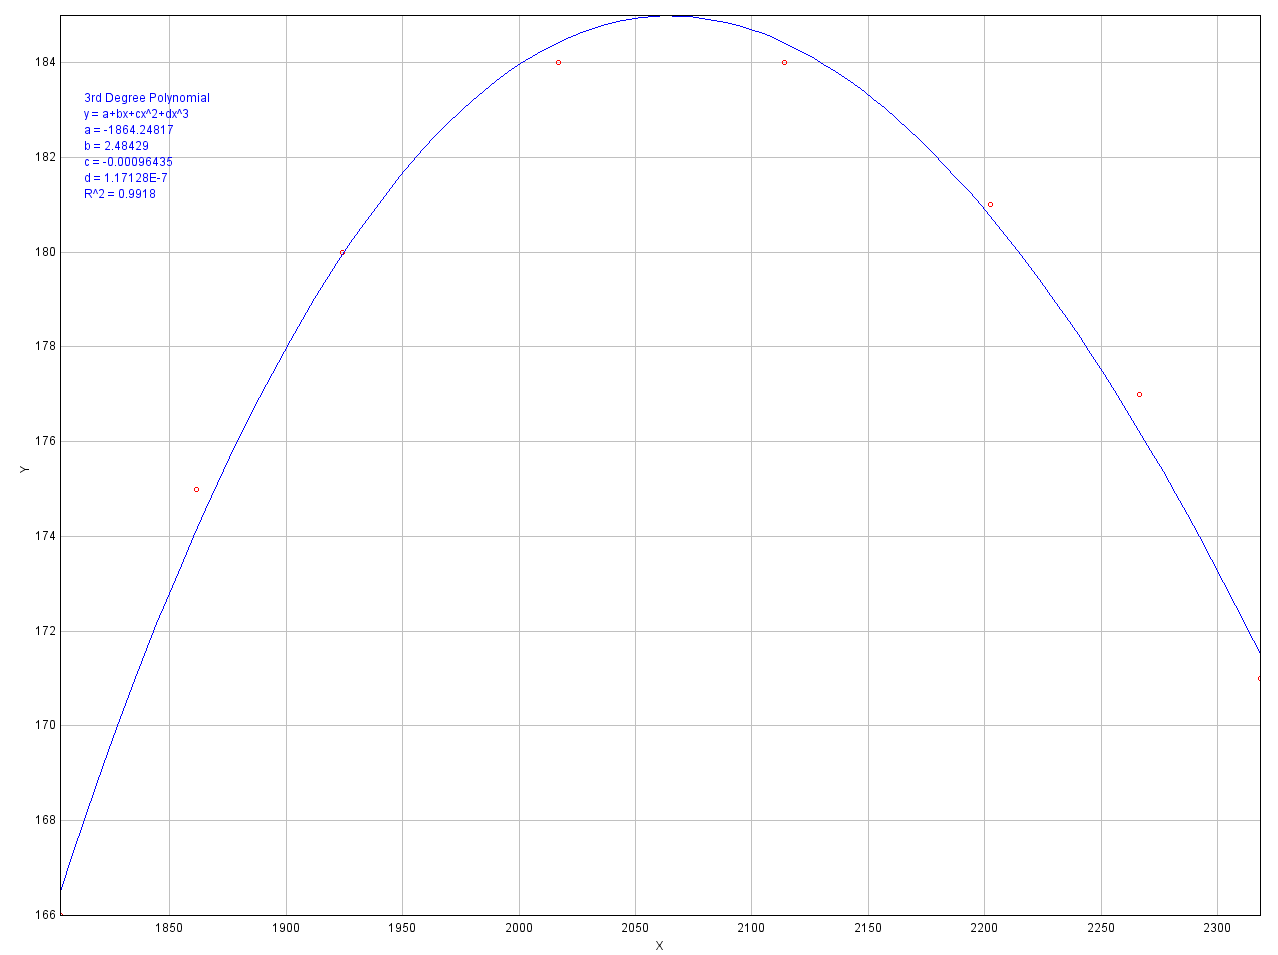 184
3rd Degree Polynomial
y = a+bx+cx^2+dx^3
a = -1864.24817
b = 2.48429
182
c = -0.00096435
d = 1.17128E-7
R^2 = 0.9918
180
178
176
Y
174
172
170
168
166
1850 1900 1950 2000 2050 2100 2150 2200 2250 2300
X